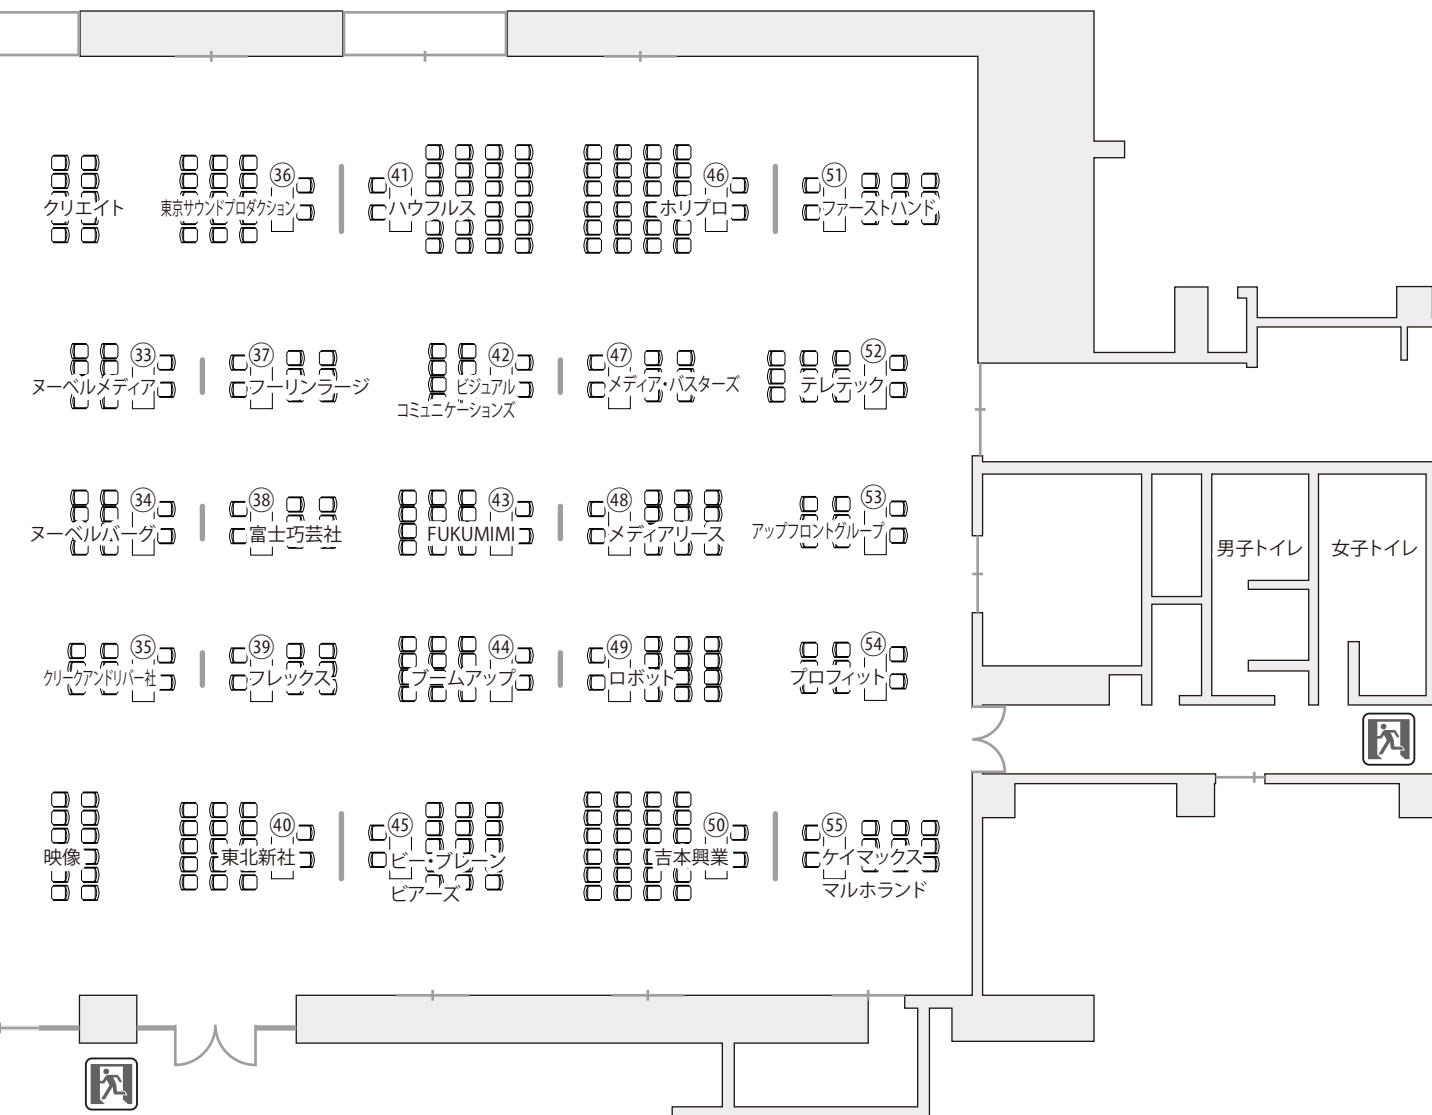 クリエイト
㊱
東京サウンドプロダクション
㊶
ハウフルス
㊻
ホリプロ
51
ファーストハンド
㉝
ヌーベルメディア
㊲
フーリンラージ
㊷
ビジュアル
コミュニケーションズ
㊼
メディア・バスターズ
52
テレテック
㉞
ヌーベルバーグ
㊳
富士巧芸社
㊸
FUKUMIMI
㊽
メディアリース
53
アップフロントグループ
男子トイレ
女子トイレ
㉟
クリークアンドリバー社
㊴
フレックス
㊹
ブームアップ
㊾
ロボット
54
プロフィット
映像
㊵
東北新社
㊺
ビー・ブレーン
ビアーズ
㊿
吉本興業
55
ケイマックス
マルホランド